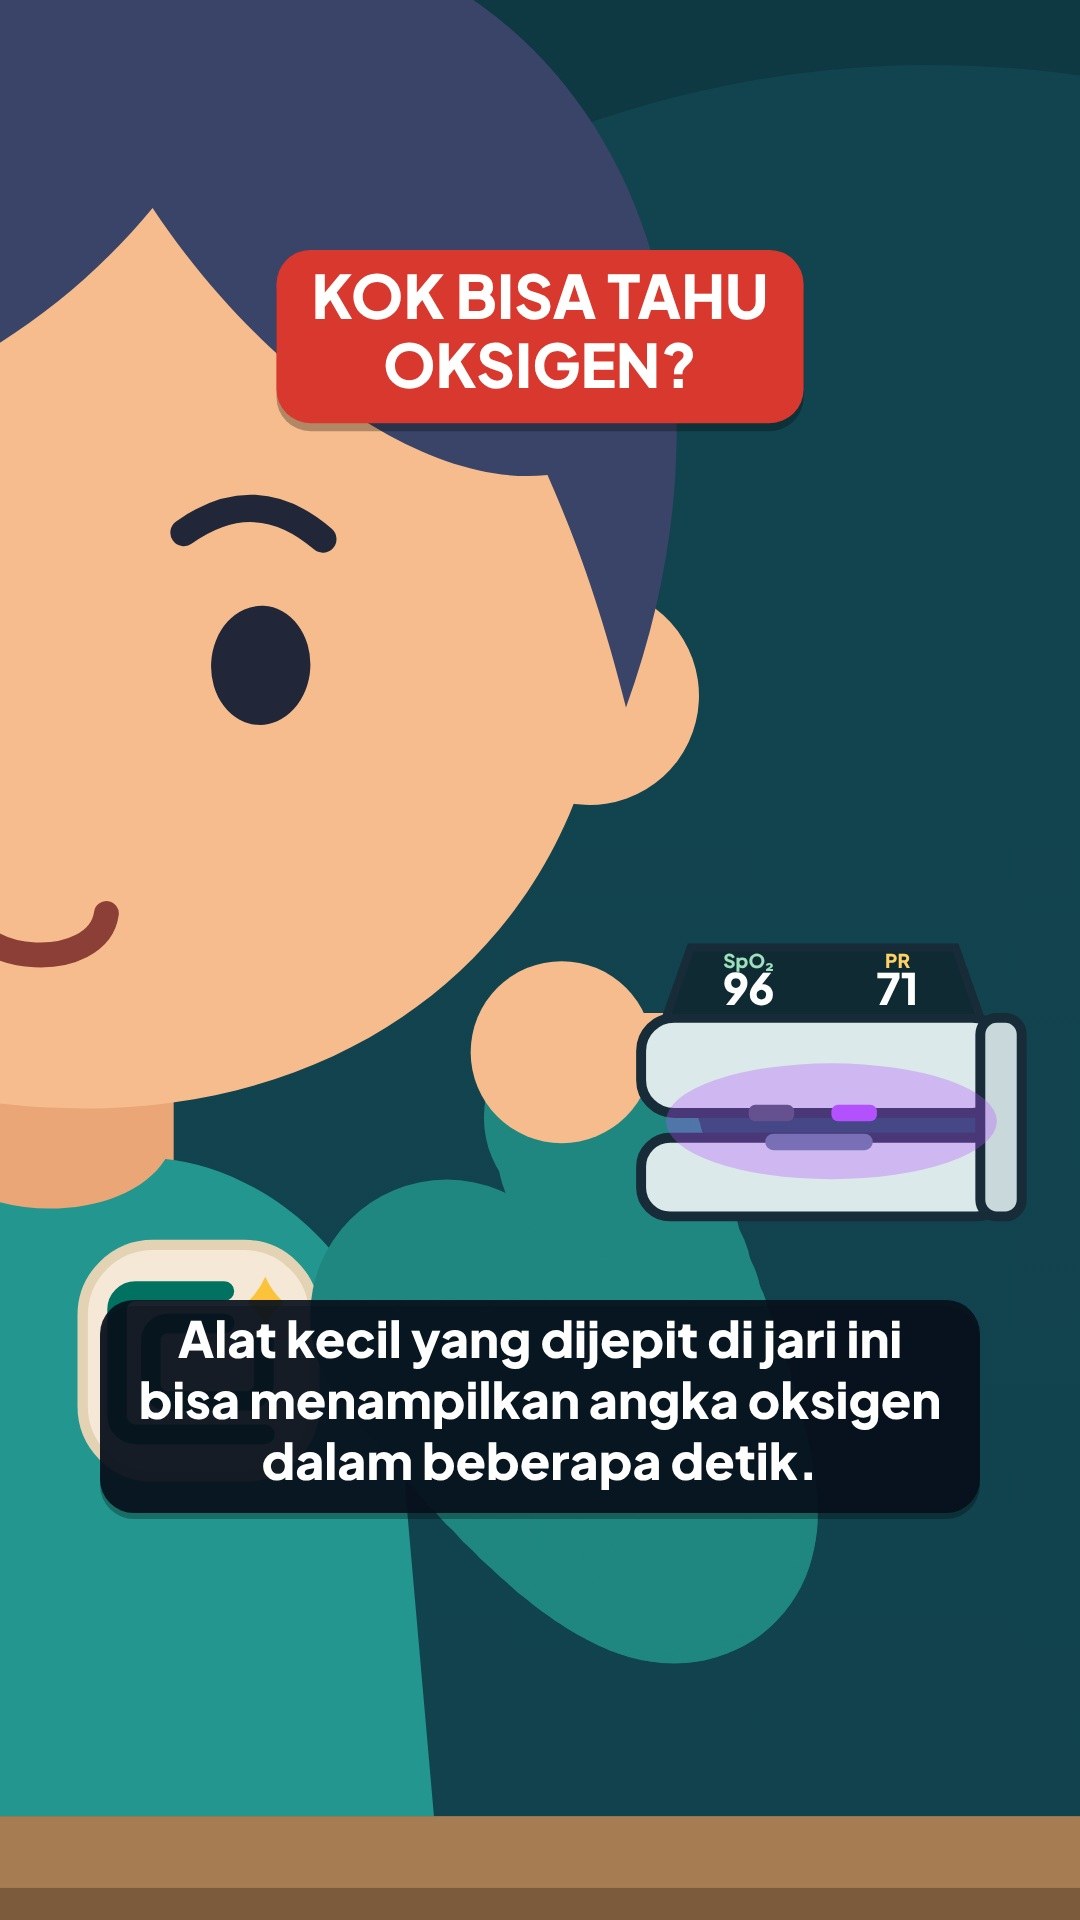 KOK BISA TAHU
OKSIGEN?
SpO₂ PR
96 71
Alat kecil yang dijepit di jari ini
bisa menampilkan angka oksigen
dalam beberapa detik.